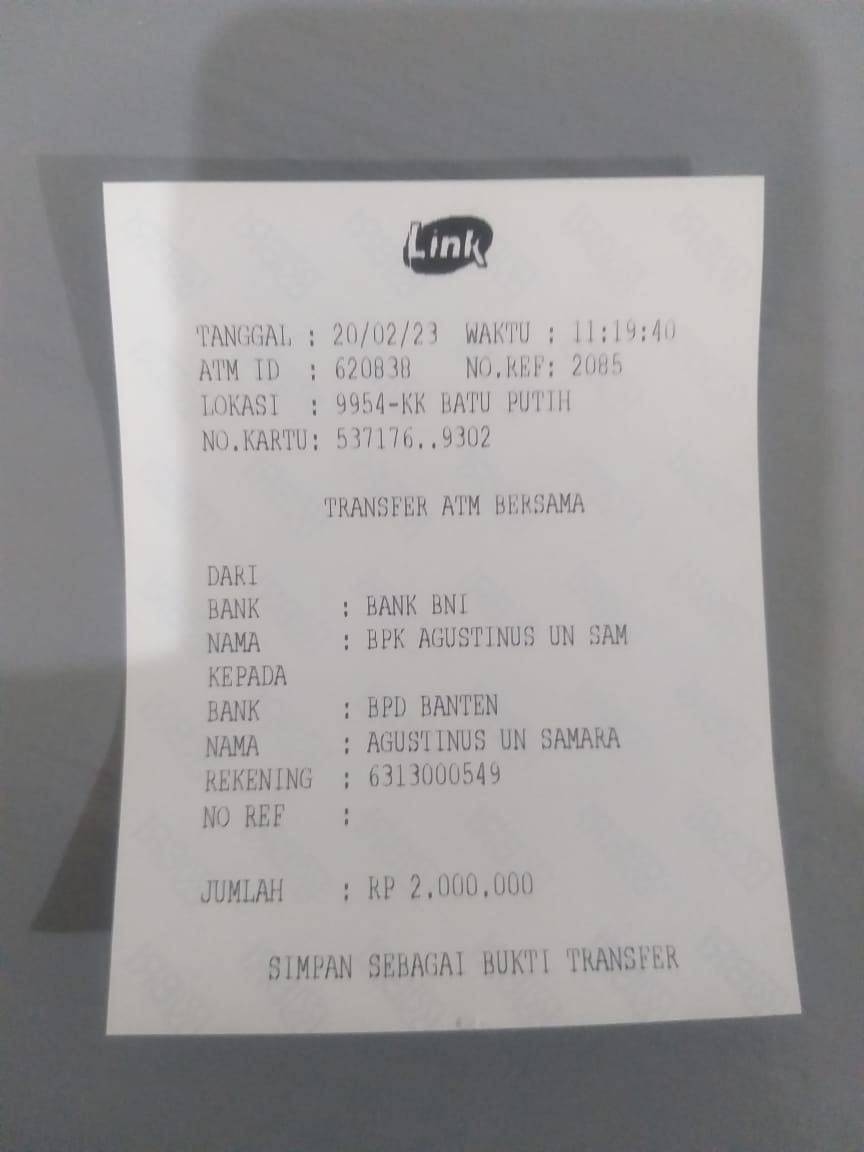 Link
TANGGAL : 20/02/23 WAKTU : 11:19:40
ATM ID : 620838 NO.REF: 2085
LOKASI : 9954-KK BATU PUTIH
NO.KARTU: 537176..9302
TRANSFER ATM BERSAMA
DARI
BANK : BANK BNI
NAMA : BPK AGUSTINUS UN SAM
KEPADA
BANK : BPD BANTEN
NAMA : AGUSTINUS UN SAMARA
REKENING : 6313000549
NO REF :
JUMLAH : RP 2.000.000
SIMPAN SEBAGAI BUKTI TRANSFER